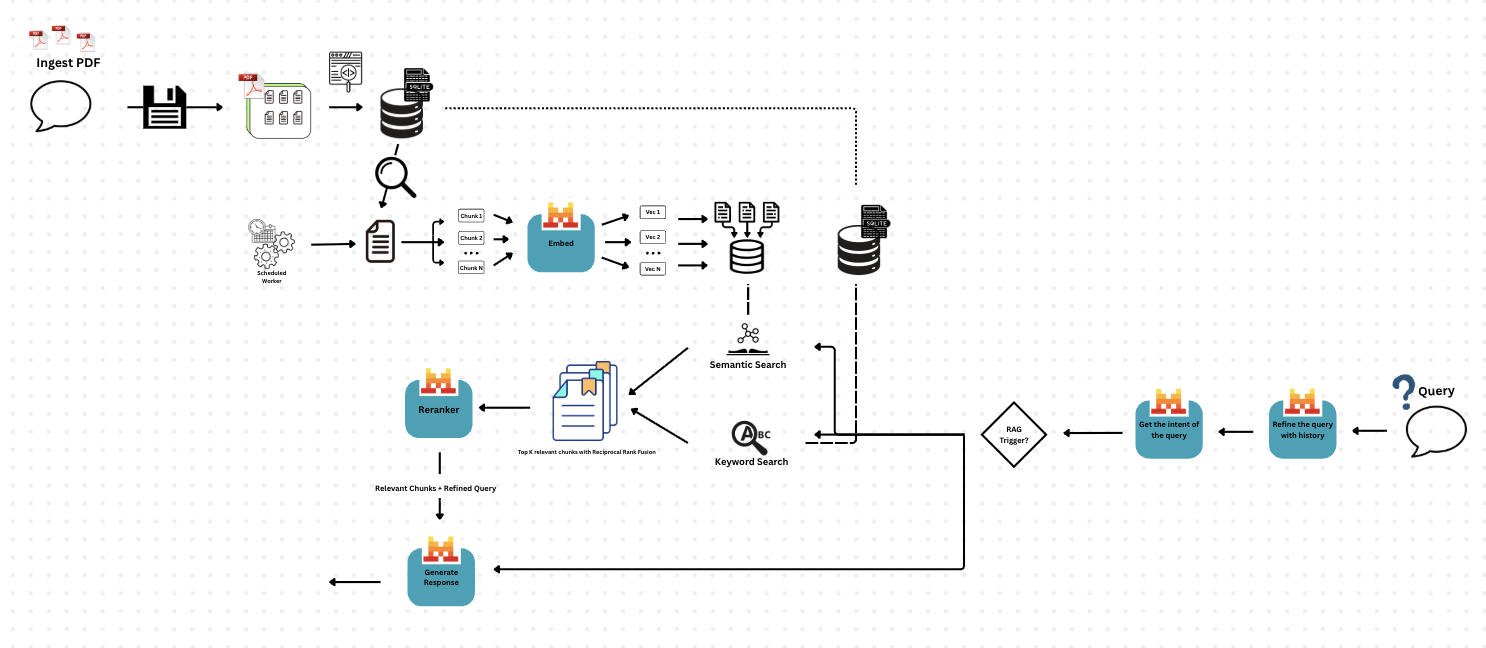 PDF
PDF
PDF
Ingest PDF
PDF
SQLITE
Scheduled
Worker
Chunk 1
Chunk 2
• • •
Chunk N
Embed
Vec 1
Vec 2
• • •
Vec N
SQLITE
Semantic Search
Reranker
Top K relevant chunks with Reciprocal Rank Fusion
ABC
Keyword Search
RAG
Trigger?
Get the intent of
the query
Refine the query
with history
? Query
Relevant Chunks + Refined Query
Generate
Response